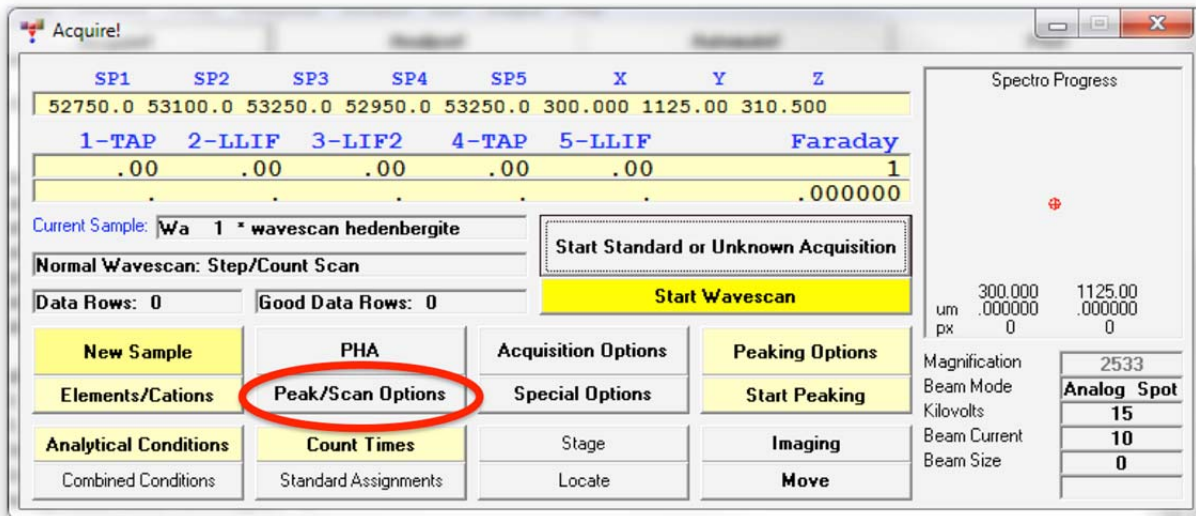 Acquire!
SP1 SP2 SP3 SP4 SP5 X Y Z
52750.0 53100.0 53250.0 52950.0 53250.0 300.000 1125.00 310.500
1-TAP 2-LLIF 3-LIF2 4-TAP 5-LLIF Faraday
.00 .00 .00 .00 .00 1
. . . . . .000000
Current Sample: Wa 1 * wavescan hedenbergite
Normal Wavescan: Step/Count Scan
Data Rows: 0 Good Data Rows: 0
Start Standard or Unknown Acquisition
Start Wavescan
New Sample PHA Acquisition Options Peaking Options
Elements/Cations Peak/Scan Options Special Options Start Peaking
Analytical Conditions Count Times Stage Imaging
Combined Conditions Standard Assignments Locate Move
Spectro Progress
300.000 1125.00
um .000000 .000000
px 0 0
Magnification 2533
Beam Mode Analog Spot
Kilovolts 15
Beam Current 10
Beam Size 0